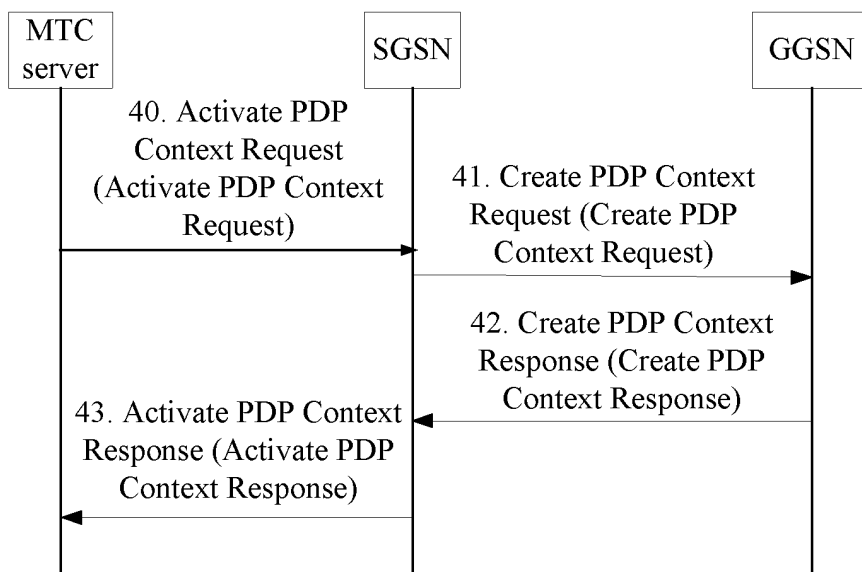 MTC
server
SGSN
GGSN
40. Activate PDP
Context Request
(Activate PDP Context
Request)
41. Create PDP Context
Request (Create PDP
Context Request)
42. Create PDP Context
Response (Create PDP
Context Response)
43. Activate PDP Context
Response (Activate PDP
Context Response)